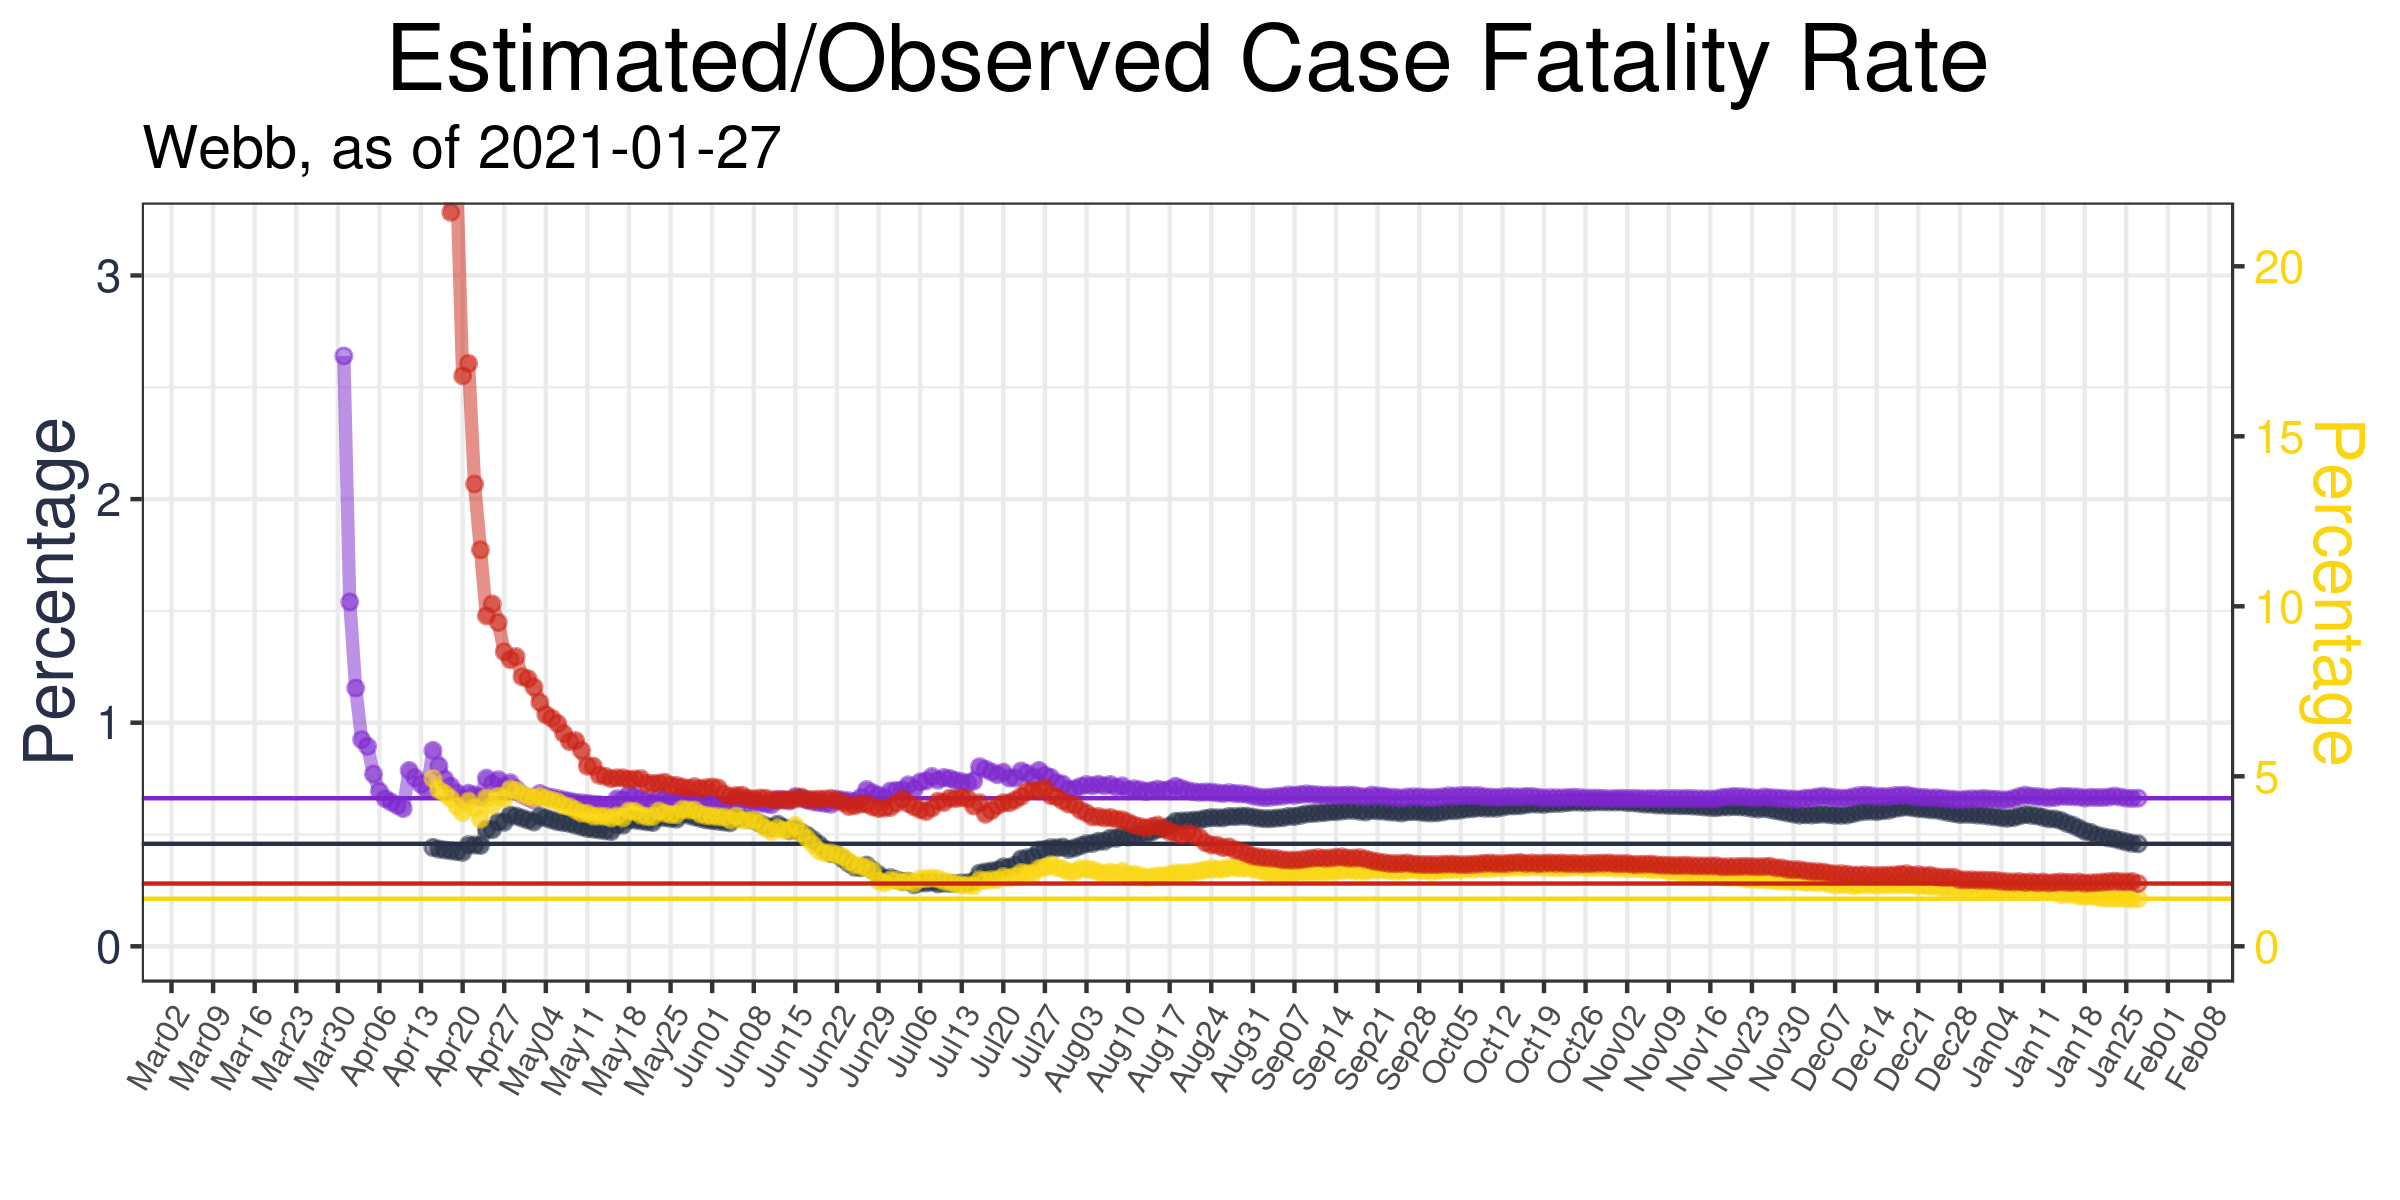 Estimated/Observed Case Fatality Rate
Webb, as of 2021-01-27
Percentage
3
2
1
0
20
15
10
5
0
Percentage
Mar02 Mar09 Mar16 Mar23 Mar30 Apr06 Apr13 Apr20 Apr27 May04 May11 May18 May25 Jun01 Jun08 Jun15 Jun22 Jun29 Jul06 Jul13 Jul20 Jul27 Aug03 Aug10 Aug17 Aug24 Aug31 Sep07 Sep14 Sep21 Sep28 Oct05 Oct12 Oct19 Oct26 Nov02 Nov09 Nov16 Nov23 Nov30 Dec07 Dec14 Dec21 Dec28 Jan04 Jan11 Jan18 Jan25 Feb01 Feb08